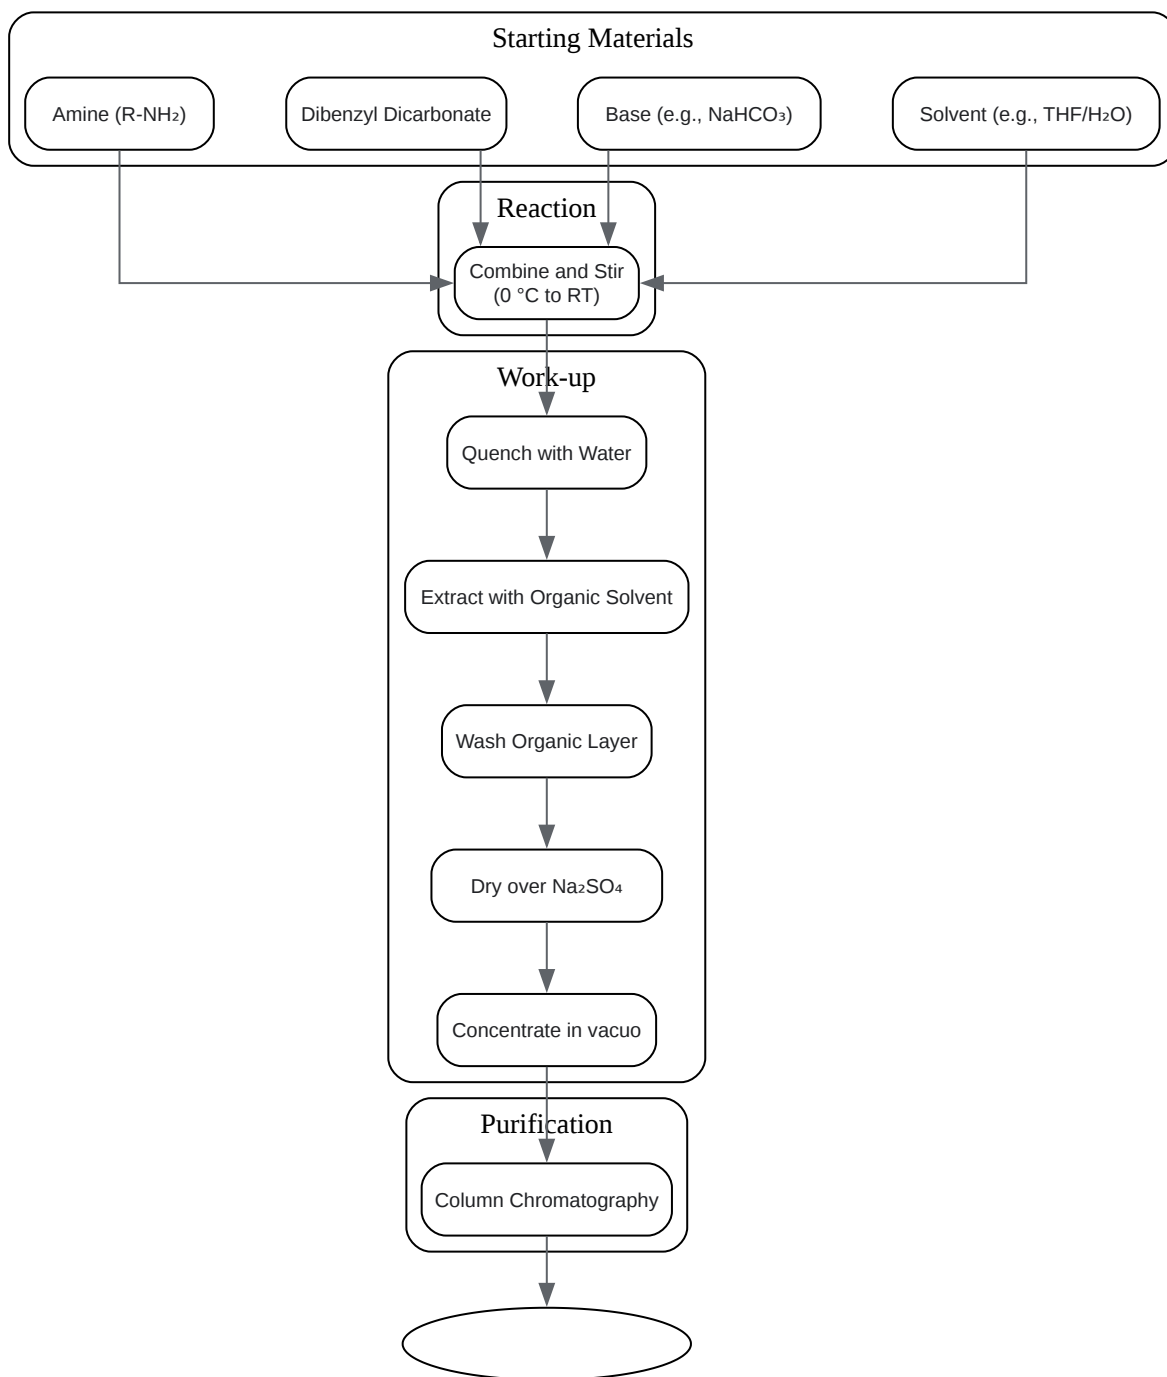 Starting Materials
Amine (R-NH₂)
Dibenzyl Dicarbonate
Base (e.g., NaHCO₃)
Solvent (e.g., THF/H₂O)
Reaction
Combine and Stir
(0 °C to RT)
Work-up
Quench with Water
Extract with Organic Solvent
Wash Organic Layer
Dry over Na₂SO₄
Concentrate in vacuo
Purification
Column Chromatography